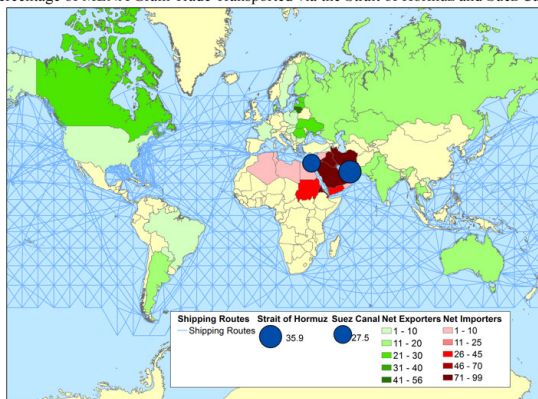 Percentage of MENA Grain Trade Transported via the Strait of Hormuz and Suez
Shipping Routes Strait of Hormuz Suez Canal Net Exporters Net Importers
Shipping Routes 35.9 27.5 1 - 10 1 - 10
11 - 20 11 - 25
21 - 30 26 - 45
31 - 40 46 - 70
41 - 56 71 - 99